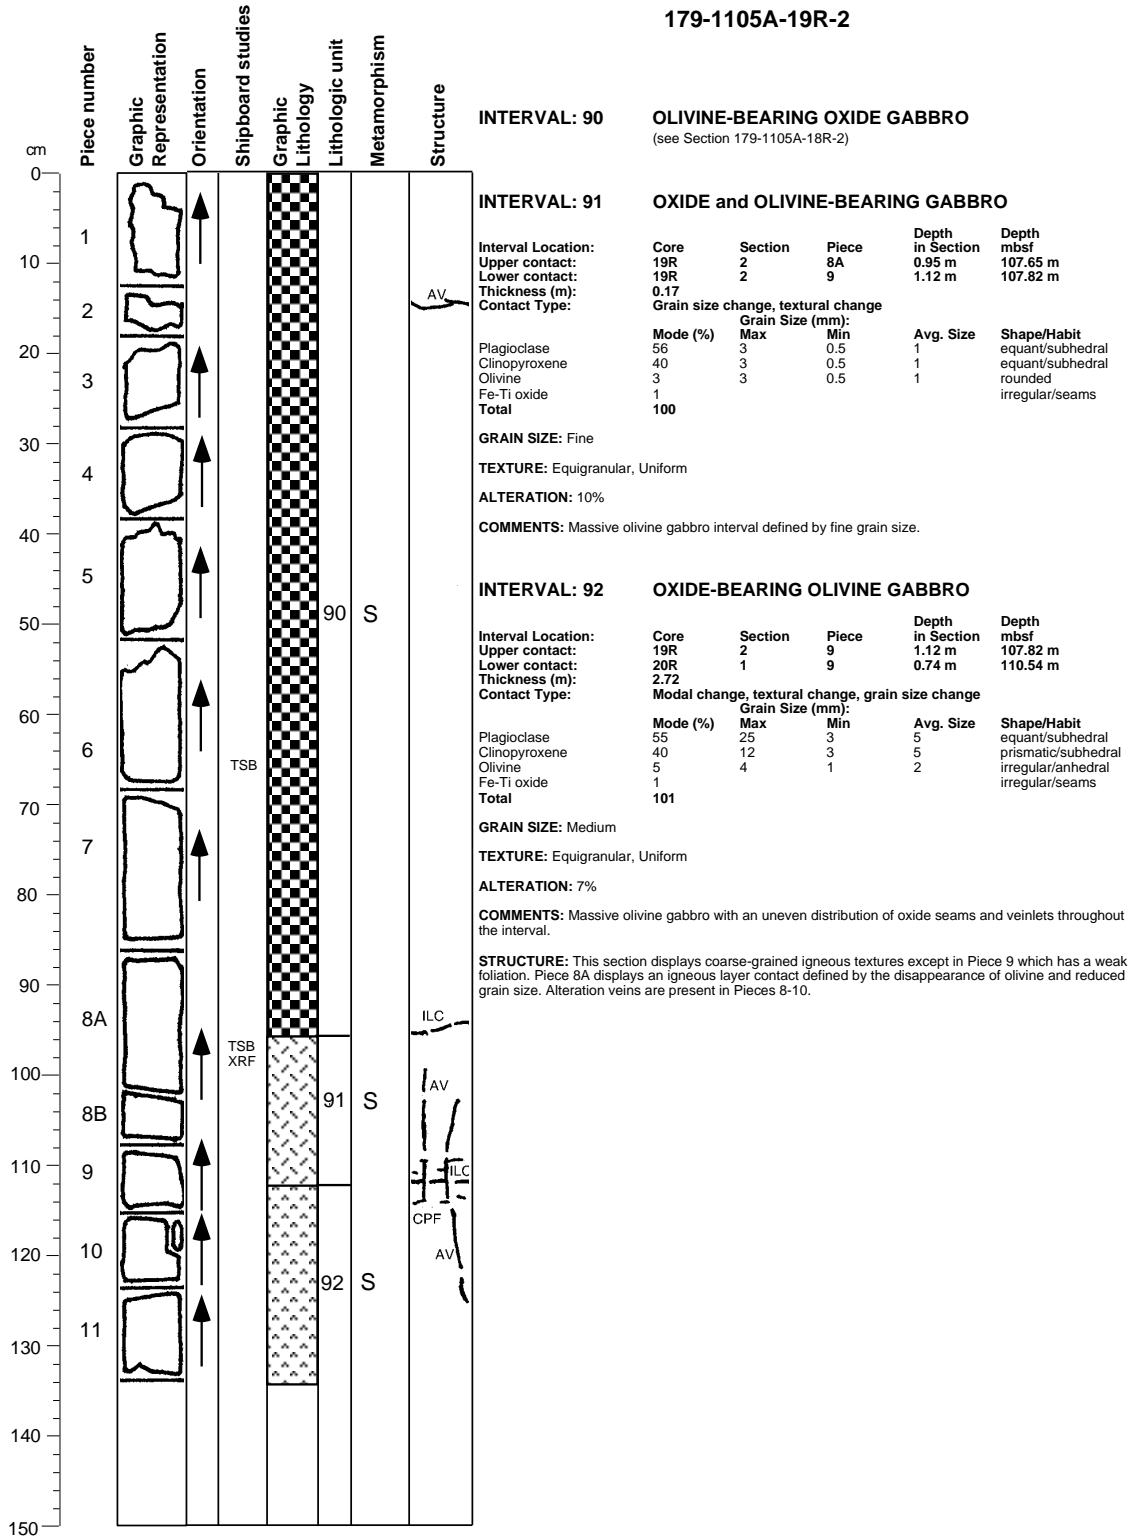 179-1105A-19R-2
Piece number
Graphic Representation
Orientation
Shipboard studies
Graphic Lithology
Lithologic unit
Metamorphism
Structure
cm
0
10
20
30
40
50
60
70
80
90
100
110
120
130
140
150
1
2
3
4
5
6
7
8A
8B
9
10
11
TSB
TSB
XRF
90
91
92
S
S
S
AV
ILC
AV
ILC
CPF
AV
INTERVAL: 90 OLIVINE-BEARING OXIDE GABBRO
(see Section 179-1105A-18R-2)
INTERVAL: 91 OXIDE and OLIVINE-BEARING GABBRO
Depth Depth
Interval Location: Core Section Piece in Section mbsf
Upper contact: 19R 2 8A 0.95 m 107.65 m
Lower contact: 19R 2 9 1.12 m 107.82 m
Thickness (m): 0.17
Contact Type: Grain size change, textural change
Grain Size (mm):
Mode (%) Max Min Avg. Size Shape/Habit
Plagioclase 56 3 0.5 1 equant/subhedral
Clinopyroxene 40 3 0.5 1 equant/subhedral
Olivine 3 3 0.5 1 rounded
Fe-Ti oxide 1 irregular/seams
Total 100
GRAIN SIZE: Fine
TEXTURE: Equigranular, Uniform
ALTERATION: 10%
COMMENTS: Massive olivine gabbro interval defined by fine grain size.
INTERVAL: 92 OXIDE-BEARING OLIVINE GABBRO
Depth Depth
Interval Location: Core Section Piece in Section mbsf
Upper contact: 19R 2 9 1.12 m 107.82 m
Lower contact: 20R 1 9 0.74 m 110.54 m
Thickness (m): 2.72
Contact Type: Modal change, textural change, grain size change
Grain Size (mm):
Mode (%) Max Min Avg. Size Shape/Habit
Plagioclase 55 25 3 5 equant/subhedral
Clinopyroxene 40 12 3 5 prismatic/subhedral
Olivine 5 4 1 2 irregular/anhedral
Fe-Ti oxide 1 irregular/seams
Total 101
GRAIN SIZE: Medium
TEXTURE: Equigranular, Uniform
ALTERATION: 7%
COMMENTS: Massive olivine gabbro with an uneven distribution of oxide seams and veinlets throughout
the interval.
STRUCTURE: This section displays coarse-grained igneous textures except in Piece 9 which has a weak
foliation. Piece 8A displays an igneous layer contact defined by the disappearance of olivine and reduced
grain size. Alteration veins are present in Pieces 8-10.